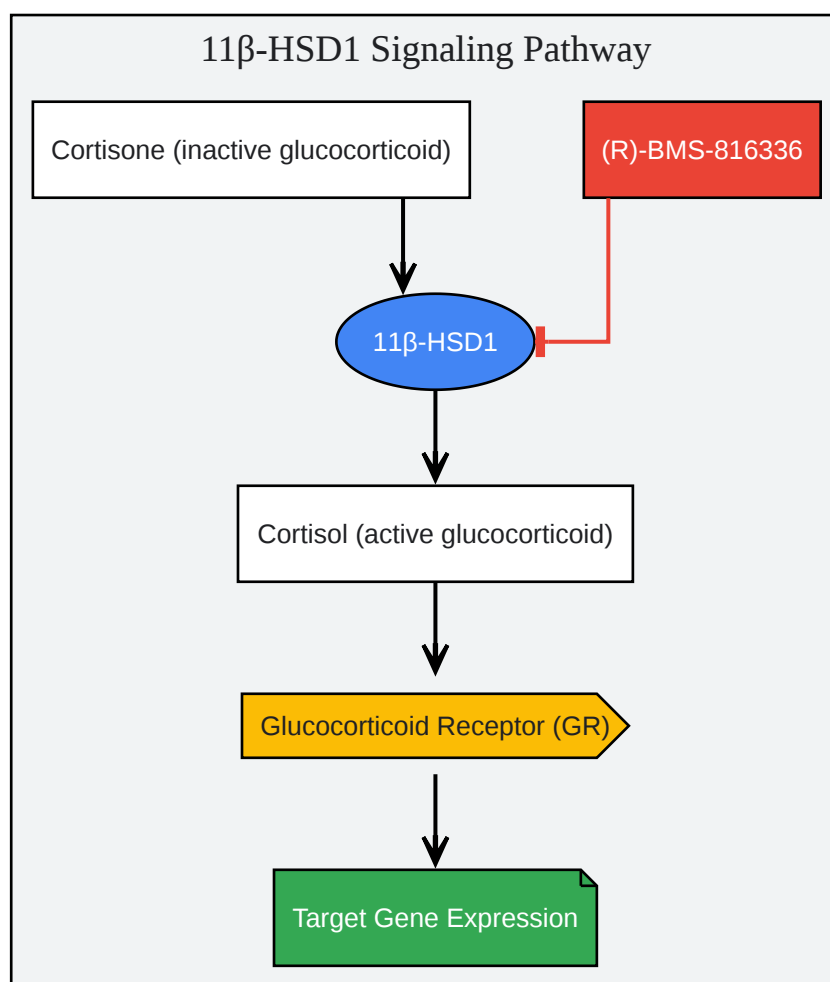 11β-HSD1 Signaling Pathway
Cortisone (inactive glucocorticoid)
(R)-BMS-816336
11β-HSD1
Cortisol (active glucocorticoid)
Glucocorticoid Receptor (GR)
Target Gene Expression